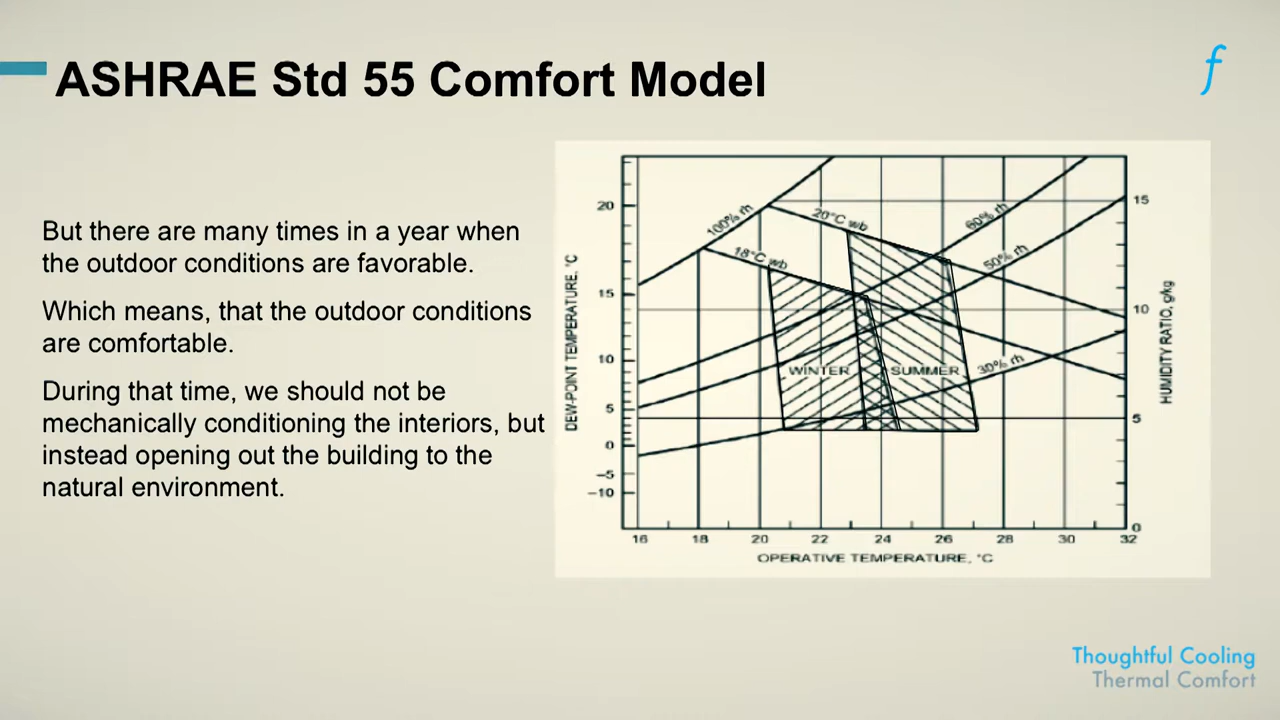 ASHRAE Std 55 Comfort Model
f
But there are many times in a year when
the outdoor conditions are favorable.
Which means, that the outdoor conditions
are comfortable.
During that time, we should not be
mechanically conditioning the interiors, but
instead opening out the building to the
natural environment.
DEW-POINT TEMPERATURE, °C
20
15
10
5
0
-5
-10
100% rh
20°C wb
18°C wb
60% rh
50% rh
30% rh
WINTER
SUMMER
15
10
5
0
HUMIDITY RATIO, g/kg
16 18 20 22 24 26 28 30 32
OPERATIVE TEMPERATURE, °C
Thoughtful Cooling
Thermal Comfort